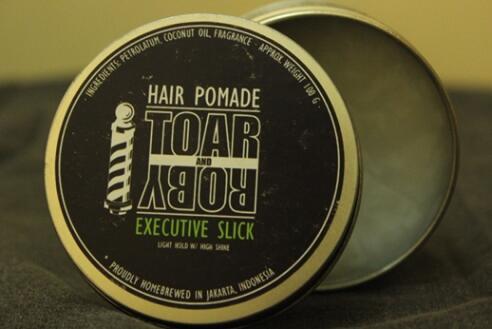 INGREDIENTS: PETROLATUM, COCONUT OIL, FRAGRANCE - APPROX. WEIGHT 100 G
HAIR POMADE
TOAR
AND
ROBY
EXECUTIVE SLICK
LIGHT HOLD W/ HIGH SHINE
PROUDLY HOMEBREWED IN JAKARTA, INDONESIA